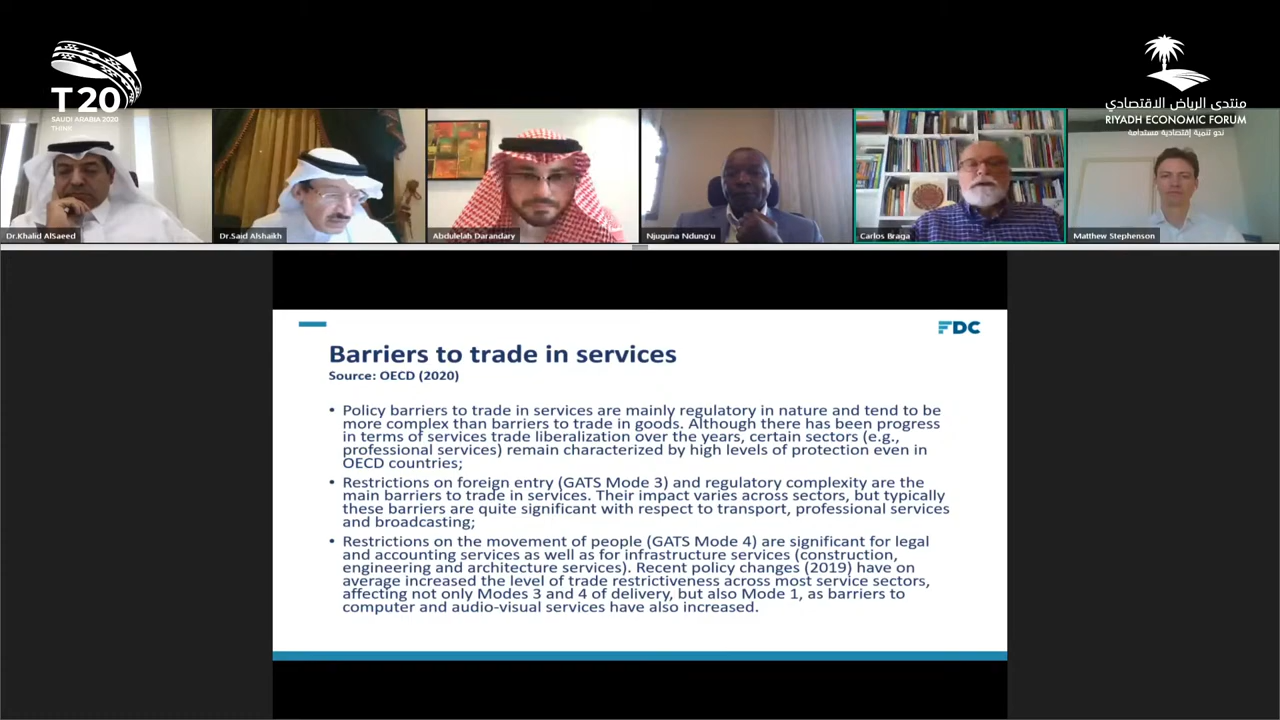 T20
SAUDI ARABIA 2020
THINK
منتدى الرياض الاقتصادي
RIYADH ECONOMIC FORUM
نحو تنمية إقتصادية مستدامة
Dr.Khalid AlSaeed
Dr.Said Alshaikh
Abdulelah Darandary
Njuguna Ndung'u
Carlos Braga
Matthew Stephenson
FDC
Barriers to trade in services
Source: OECD (2020)
• Policy barriers to trade in services are mainly regulatory in nature and tend to be
more complex than barriers to trade in goods. Although there has been progress
in terms of services trade liberalization over the years, certain sectors (e.g.,
professional services) remain characterized by high levels of protection even in
OECD countries;
• Restrictions on foreign entry (GATS Mode 3) and regulatory complexity are the
main barriers to trade in services. Their impact varies across sectors, but typically
these barriers are quite significant with respect to transport, professional services
and broadcasting;
• Restrictions on the movement of people (GATS Mode 4) are significant for legal
and accounting services as well as for infrastructure services (construction,
engineering and architecture services). Recent policy changes (2019) have on
average increased the level of trade restrictiveness across most service sectors,
affecting not only Modes 3 and 4 of delivery, but also Mode 1, as barriers to
computer and audio-visual services have also increased.